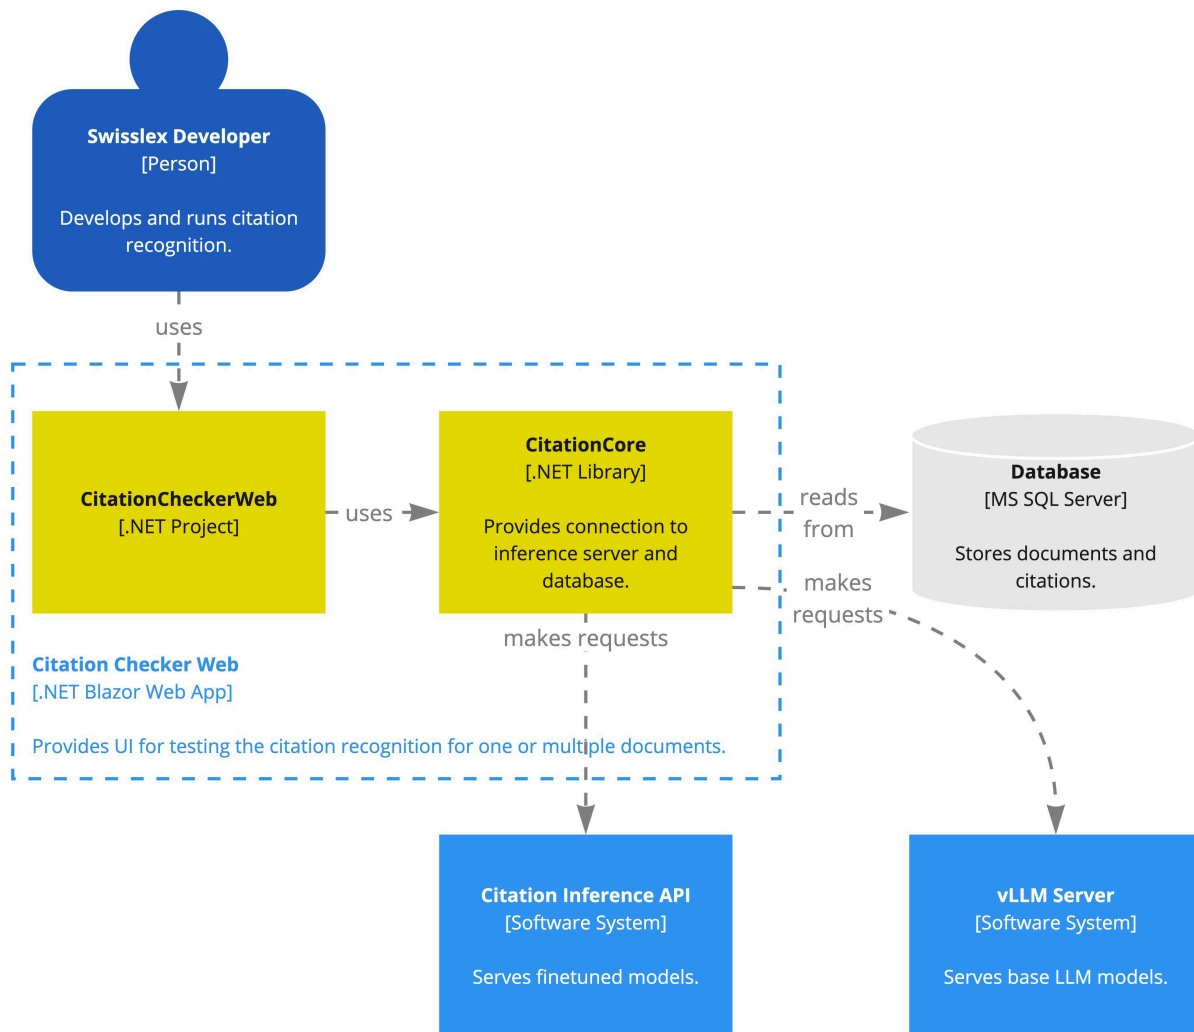 Swisslex Developer
[Person]
Develops and runs citation
recognition.
uses
CitationCheckerWeb
[.NET Project]
uses
CitationCore
[.NET Library]
Provides connection to
inference server and
database.
reads
from
Database
[MS SQL Server]
Stores documents and
citations.
makes
requests
makes requests
Citation Checker Web
[.NET Blazor Web App]
Provides UI for testing the citation recognition for one or multiple documents.
Citation Inference API
[Software System]
Serves finetuned models.
vLLM Server
[Software System]
Serves base LLM models.